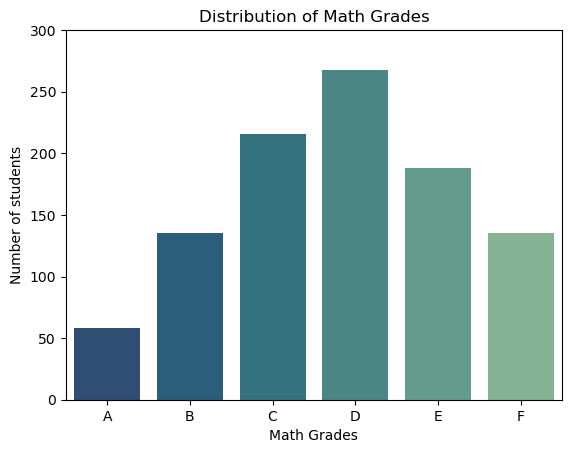 Distribution of Math Grades
300
250
200
150
100
50
0
Number of students
A B C D E F
Math Grades